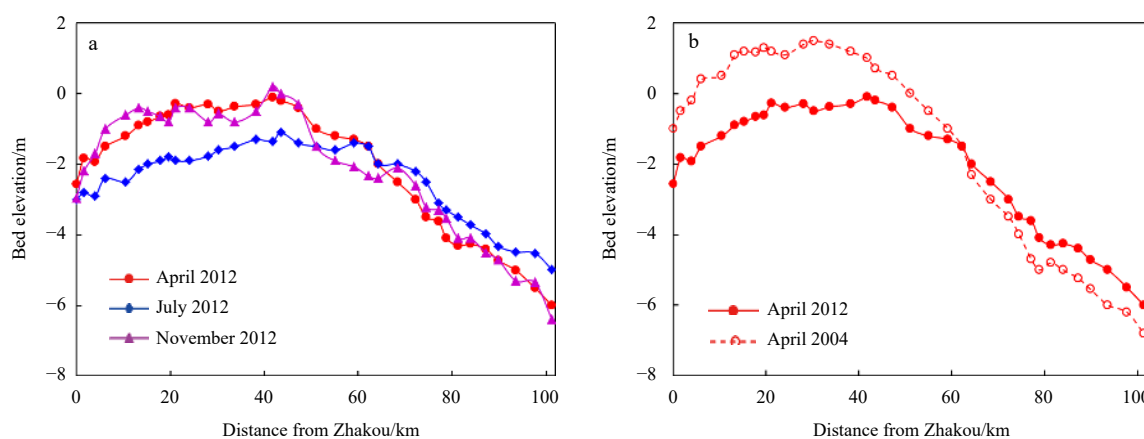 a
2
0
−2
−4
−6
−8
Bed elevation/m
April 2012
July 2012
November 2012
0 20 40 60 80 100
Distance from Zhakou/km
b
2
0
−2
−4
−6
−8
Bed elevation/m
April 2012
April 2004
0 20 40 60 80 100
Distance from Zhakou/km